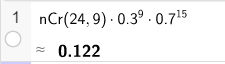 1
nCr(24, 9) · 0.3⁹ · 0.7¹⁵
≈ 0.122